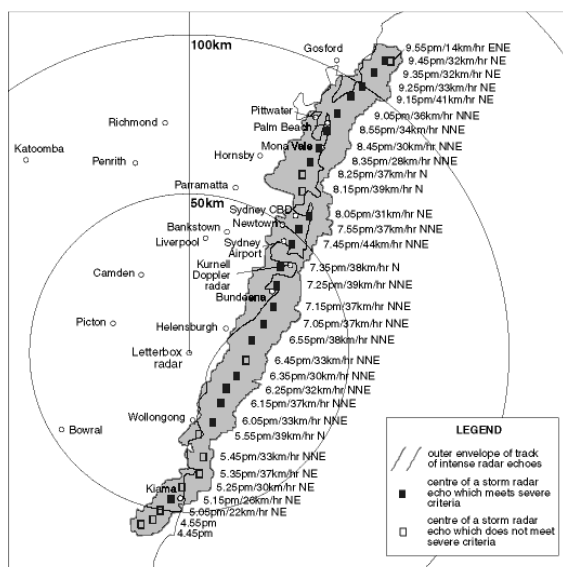 100km
Gosford
9.55pm/14km/hr ENE
9.45pm/32km/hr NE
9.35pm/32km/hr NE
9.25pm/33km/hr NE
9.15pm/41km/hr NE
Pittwater
9.05pm/36km/hr NNE
Richmond
Palm Beach
8.55pm/34km/hr NNE
Katoomba
Mona Vale
8.45pm/30km/hr NNE
Penrith
Hornsby
8.35pm/28km/hr NNE
8.25pm/37km/hr N
Parramatta
8.15pm/39km/hr N
50km
Sydney CBD
8.05pm/31km/hr NE
Bankstown
Newtown
7.55pm/37km/hr NNE
Liverpool
Sydney
Airport
7.45pm/44km/hr NNE
Kurnell
Doppler
radar
7.35pm/38km/hr N
Camden
7.25pm/39km/hr NNE
Bundeena
7.15pm/37km/hr NNE
Picton
Helensburgh
7.05pm/37km/hr NNE
6.55pm/38km/hr NNE
Letterbox
radar
6.45pm/33km/hr NNE
6.35pm/30km/hr NNE
6.25pm/32km/hr NNE
6.15pm/37km/hr NNE
Wollongong
6.05pm/33km/hr NNE
Bowral
5.55pm/39km/hr N
5.45pm/33km/hr NNE
5.35pm/37km/hr NE
Kiama
5.25pm/30km/hr NE
5.15pm/26km/hr NE
5.05pm/22km/hr NE
4.55pm
4.45pm
LEGEND
outer envelope of track
of intense radar echoes
centre of a storm radar
echo which meets severe
criteria
centre of a storm radar
echo which does not meet
severe criteria